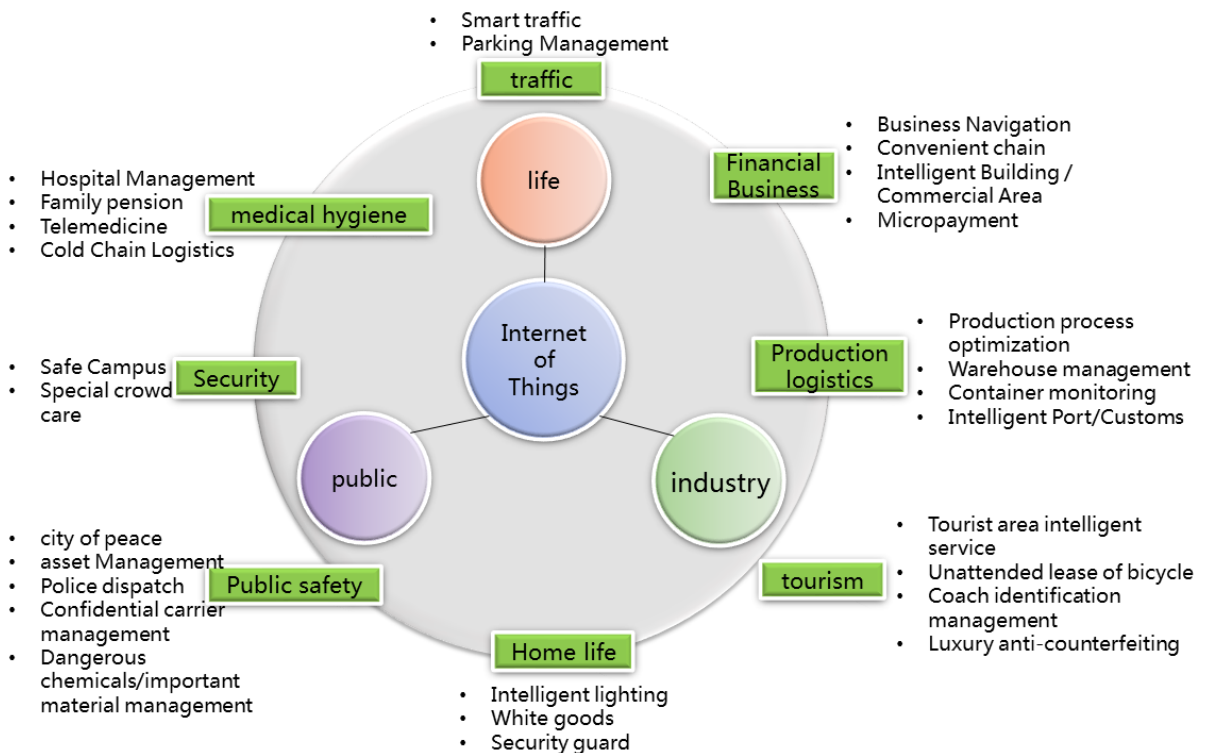 • Smart traffic
• Parking Management
traffic
life
Financial
Business
• Business Navigation
• Convenient chain
• Intelligent Building /
Commercial Area
• Micropayment
• Hospital Management
• Family pension
• Telemedicine
• Cold Chain Logistics
medical hygiene
Internet
of
Things
Production
logistics
• Production process
optimization
• Warehouse management
• Container monitoring
• Intelligent Port/Customs
• Safe Campus
• Special crowd
care
Security
public
industry
• city of peace
• asset Management
• Police dispatch
• Confidential carrier
management
• Dangerous
chemicals/important
material management
Public safety
tourism
• Tourist area intelligent
service
• Unattended lease of bicycle
• Coach identification
management
• Luxury anti-counterfeiting
Home life
• Intelligent lighting
• White goods
• Security guard